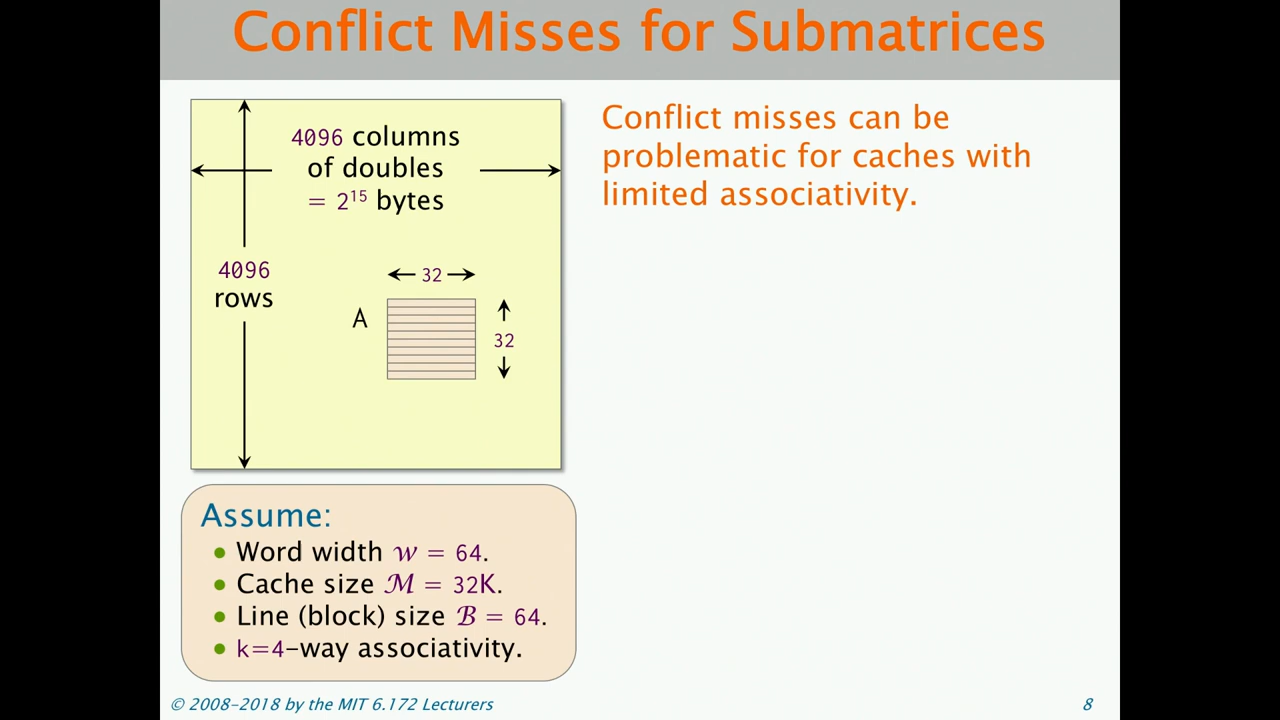 Conflict Misses for Submatrices
4096 columns
of doubles
= 2¹⁵ bytes
4096
rows
32
A
32
Conflict misses can be
problematic for caches with
limited associativity.
Assume:
• Word width 𝓌 = 64.
• Cache size ℳ = 32K.
• Line (block) size ℬ = 64.
• k=4-way associativity.
© 2008–2018 by the MIT 6.172 Lecturers
8